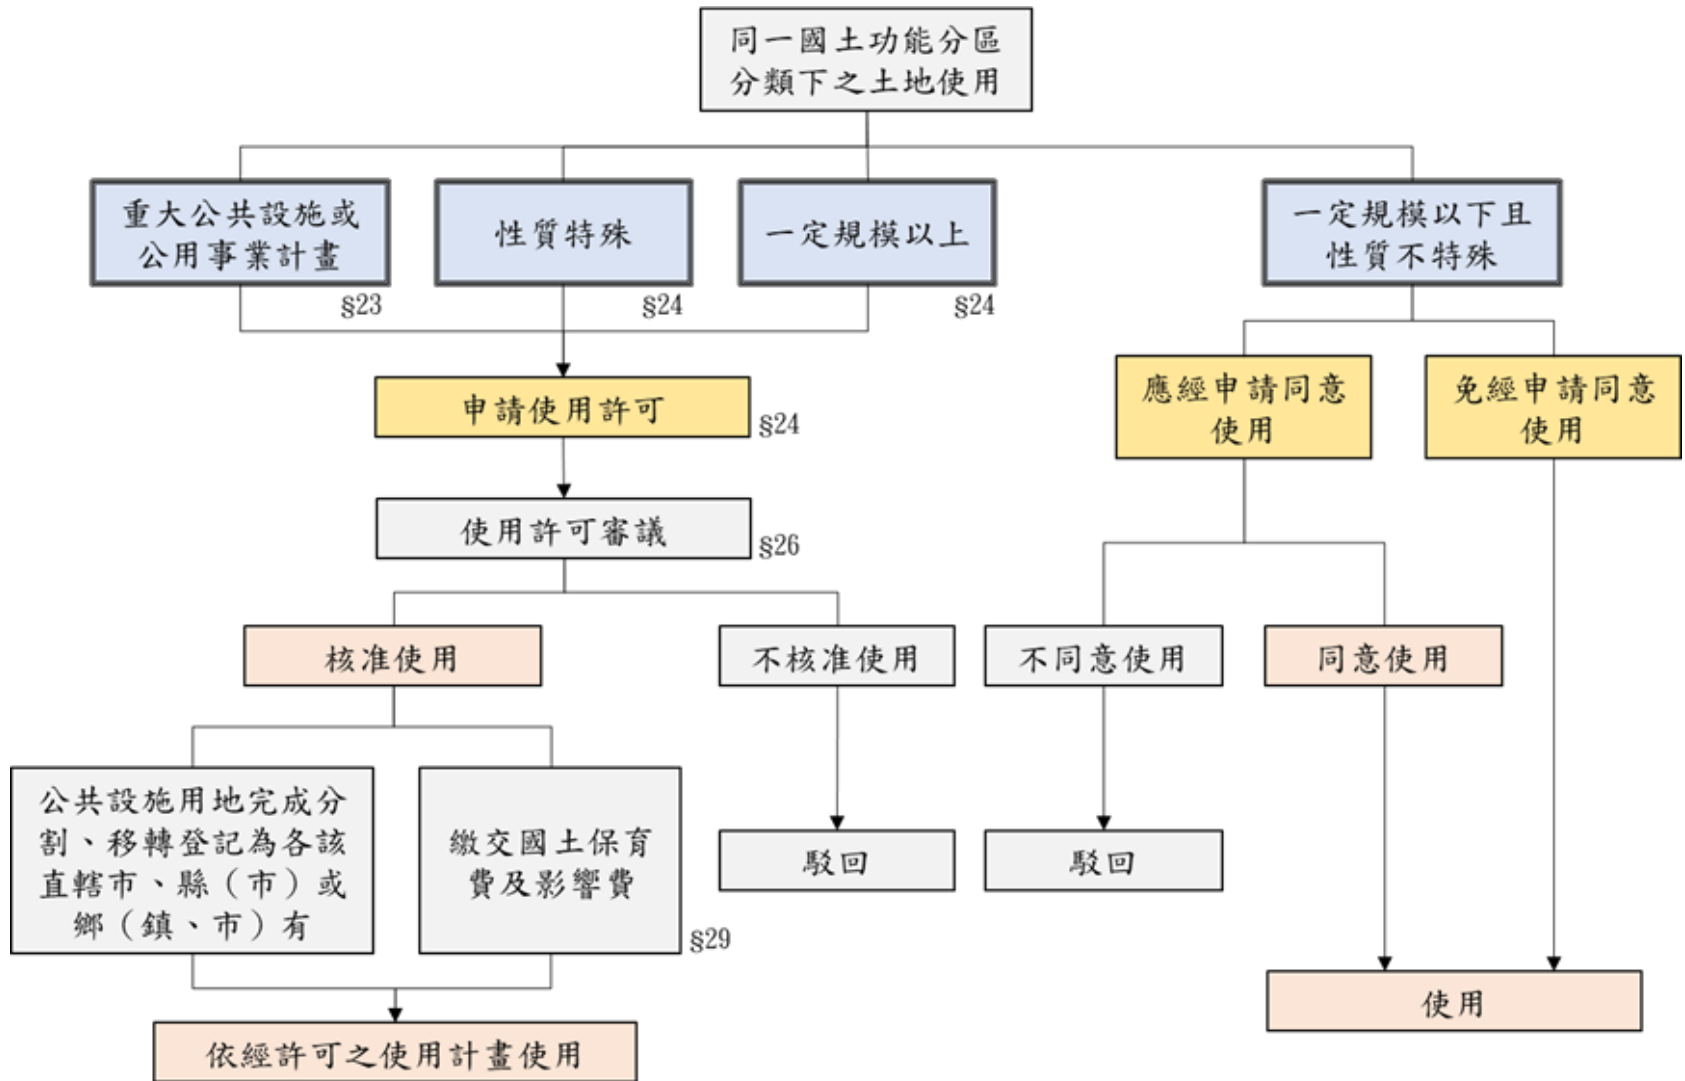 同一國土功能分區
分類下之土地使用
重大公共設施或
公用事業計畫
§23
性質特殊
§24
一定規模以上
§24
一定規模以下且
性質不特殊
申請使用許可
§24
應經申請同意
使用
免經申請同意
使用
使用許可審議
§26
核准使用
不核准使用
不同意使用
同意使用
公共設施用地完成分
割、移轉登記為各該
直轄市、縣（市）或
鄉（鎮、市）有
繳交國土保育
費及影響費
§29
駁回
駁回
使用
依經許可之使用計畫使用